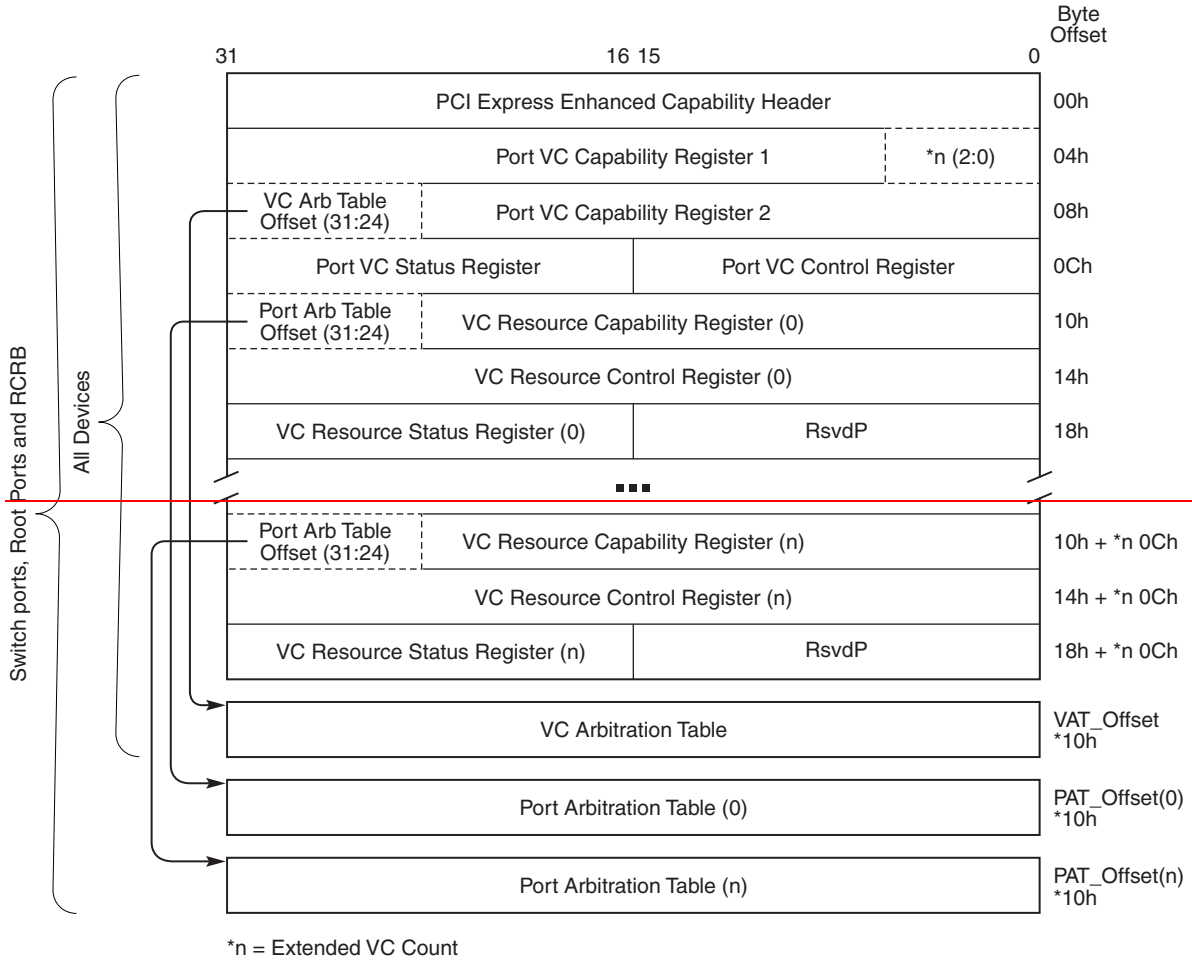 Byte
Offset
31 16 15 0
PCI Express Enhanced Capability Header 00h
Port VC Capability Register 1 *n (2:0) 04h
VC Arb Table
Offset (31:24)
Port VC Capability Register 2 08h
Port VC Status Register Port VC Control Register 0Ch
Port Arb Table
Offset (31:24)
VC Resource Capability Register (0) 10h
VC Resource Control Register (0) 14h
VC Resource Status Register (0) RsvdP 18h
Port Arb Table
Offset (31:24)
VC Resource Capability Register (n) 10h + *n 0Ch
VC Resource Control Register (n) 14h + *n 0Ch
VC Resource Status Register (n) RsvdP 18h + *n 0Ch
VC Arbitration Table
VAT_Offset
*10h
Port Arbitration Table (0)
PAT_Offset(0)
*10h
Port Arbitration Table (n)
PAT_Offset(n)
*10h
Switch ports, Root Ports and RCRB
All Devices
*n = Extended VC Count